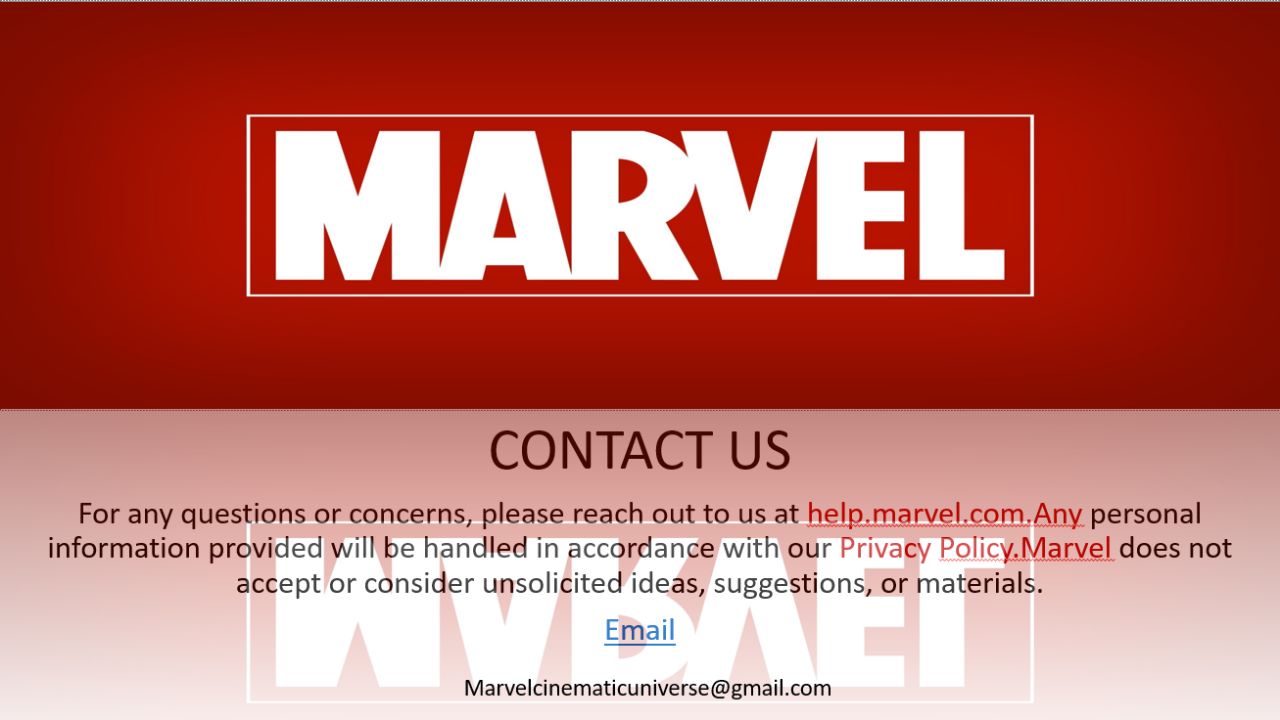 MARVEL
CONTACT US
For any questions or concerns, please reach out to us at help.marvel.com.Any personal
information provided will be handled in accordance with our Privacy Policy.Marvel does not
accept or consider unsolicited ideas, suggestions, or materials.
Email
MARVEL
Marvelcinematicuniverse@gmail.com